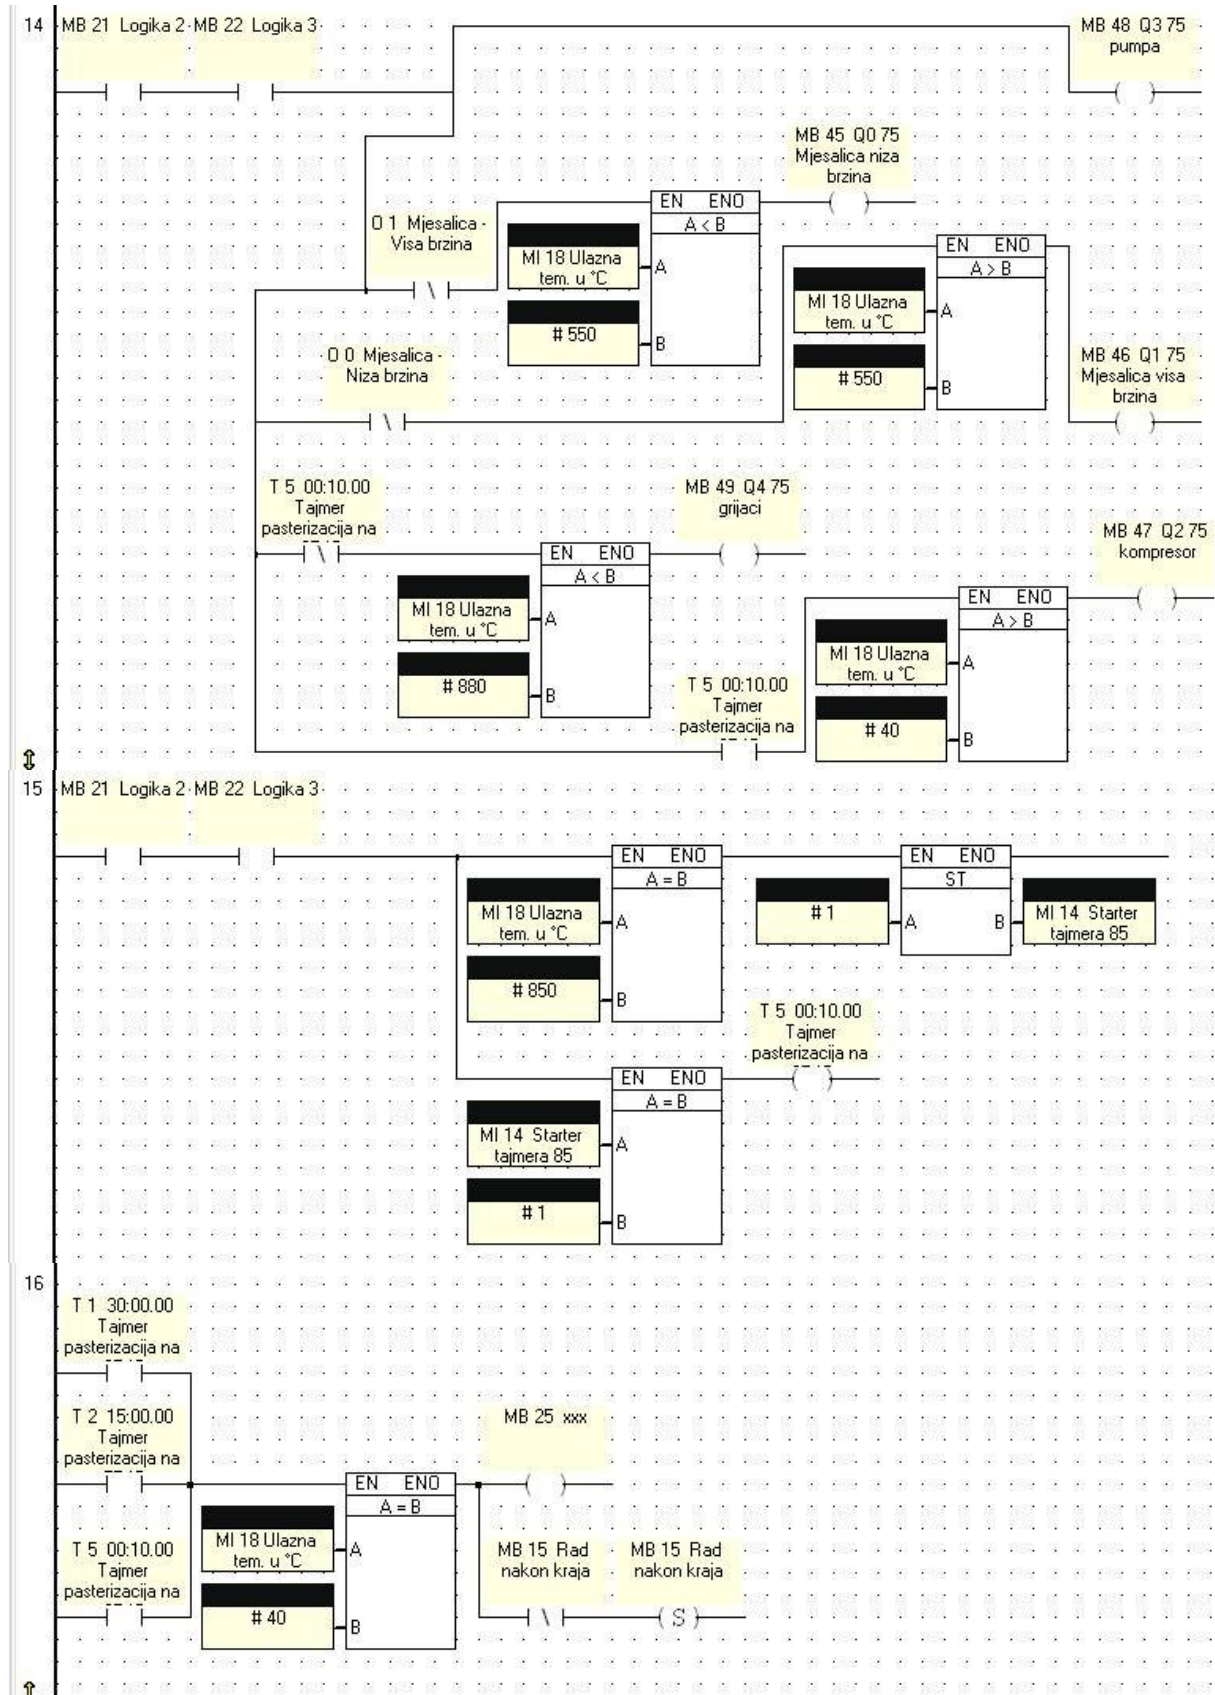 14
MB 21 Logika 2
MB 22 Logika 3
MB 48 Q3 75
pumpa
MB 45 Q0 75
Mjesalica niza
brzina
O 1 Mjesalica -
Visa brzina
EN ENO
A < B
MI 18 Ulazna
tem. u °C
A
# 550
B
EN ENO
A > B
MI 18 Ulazna
tem. u °C
A
# 550
B
O 0 Mjesalica -
Niza brzina
MB 46 Q1 75
Mjesalica visa
brzina
T 5 00:10.00
Tajmer
pasterizacija na
MB 49 Q4 75
grijaci
EN ENO
A < B
MI 18 Ulazna
tem. u °C
A
# 880
B
MB 47 Q2 75
kompresor
EN ENO
A > B
MI 18 Ulazna
tem. u °C
A
# 40
B
T 5 00:10.00
Tajmer
pasterizacija na
15
MB 21 Logika 2
MB 22 Logika 3
EN ENO
A = B
MI 18 Ulazna
tem. u °C
A
# 850
B
EN ENO
ST
# 1
A
B
MI 14 Starter
tajmera 85
T 5 00:10.00
Tajmer
pasterizacija na
EN ENO
A = B
MI 14 Starter
tajmera 85
A
# 1
B
16
T 1 30:00.00
Tajmer
pasterizacija na
T 2 15:00.00
Tajmer
pasterizacija na
T 5 00:10.00
Tajmer
pasterizacija na
EN ENO
A = B
MI 18 Ulazna
tem. u °C
A
# 40
B
MB 25 xxx
MB 15 Rad
nakon kraja
MB 15 Rad
nakon kraja
S